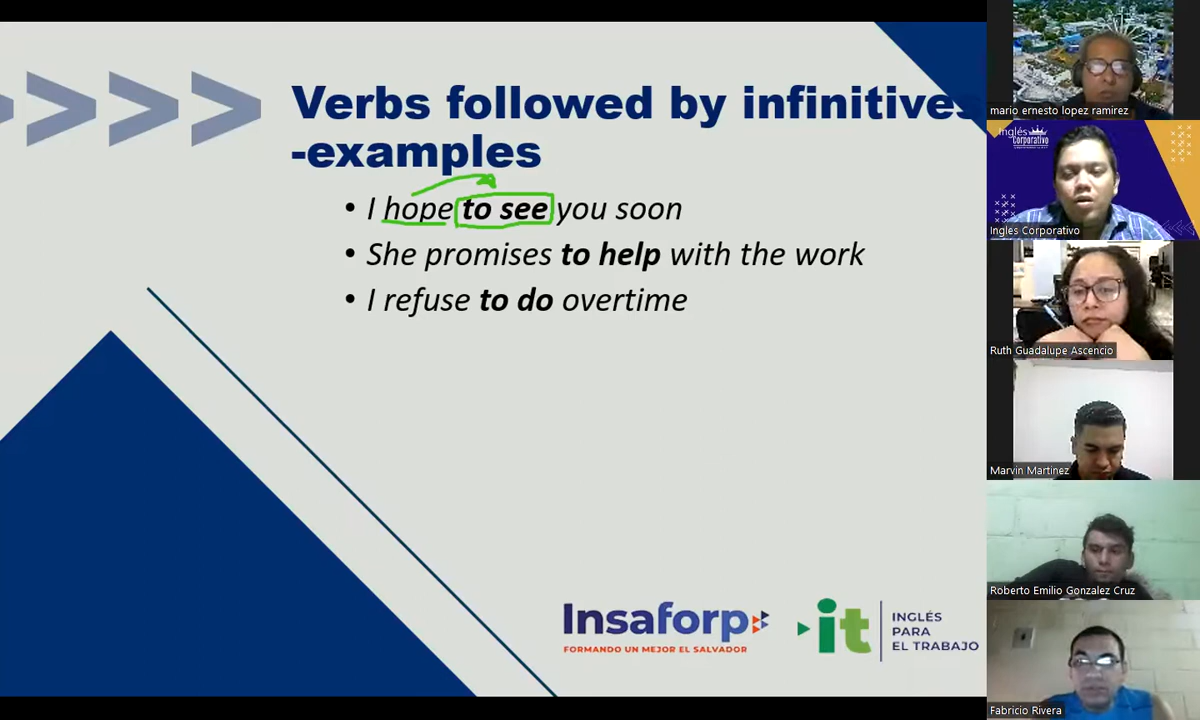 Verbs followed by infinitives
-examples
• I hope to see you soon
• She promises to help with the work
• I refuse to do overtime
Insaforp
FORMANDO UN MEJOR EL SALVADOR
it
INGLÉS
PARA
EL TRABAJO
mario ernesto lopez ramirez
Inglés
corporativo
Ingles Corporativo
Ruth Guadalupe Ascencio
Marvin Martinez
Roberto Emilio Gonzalez Cruz
Fabricio Rivera